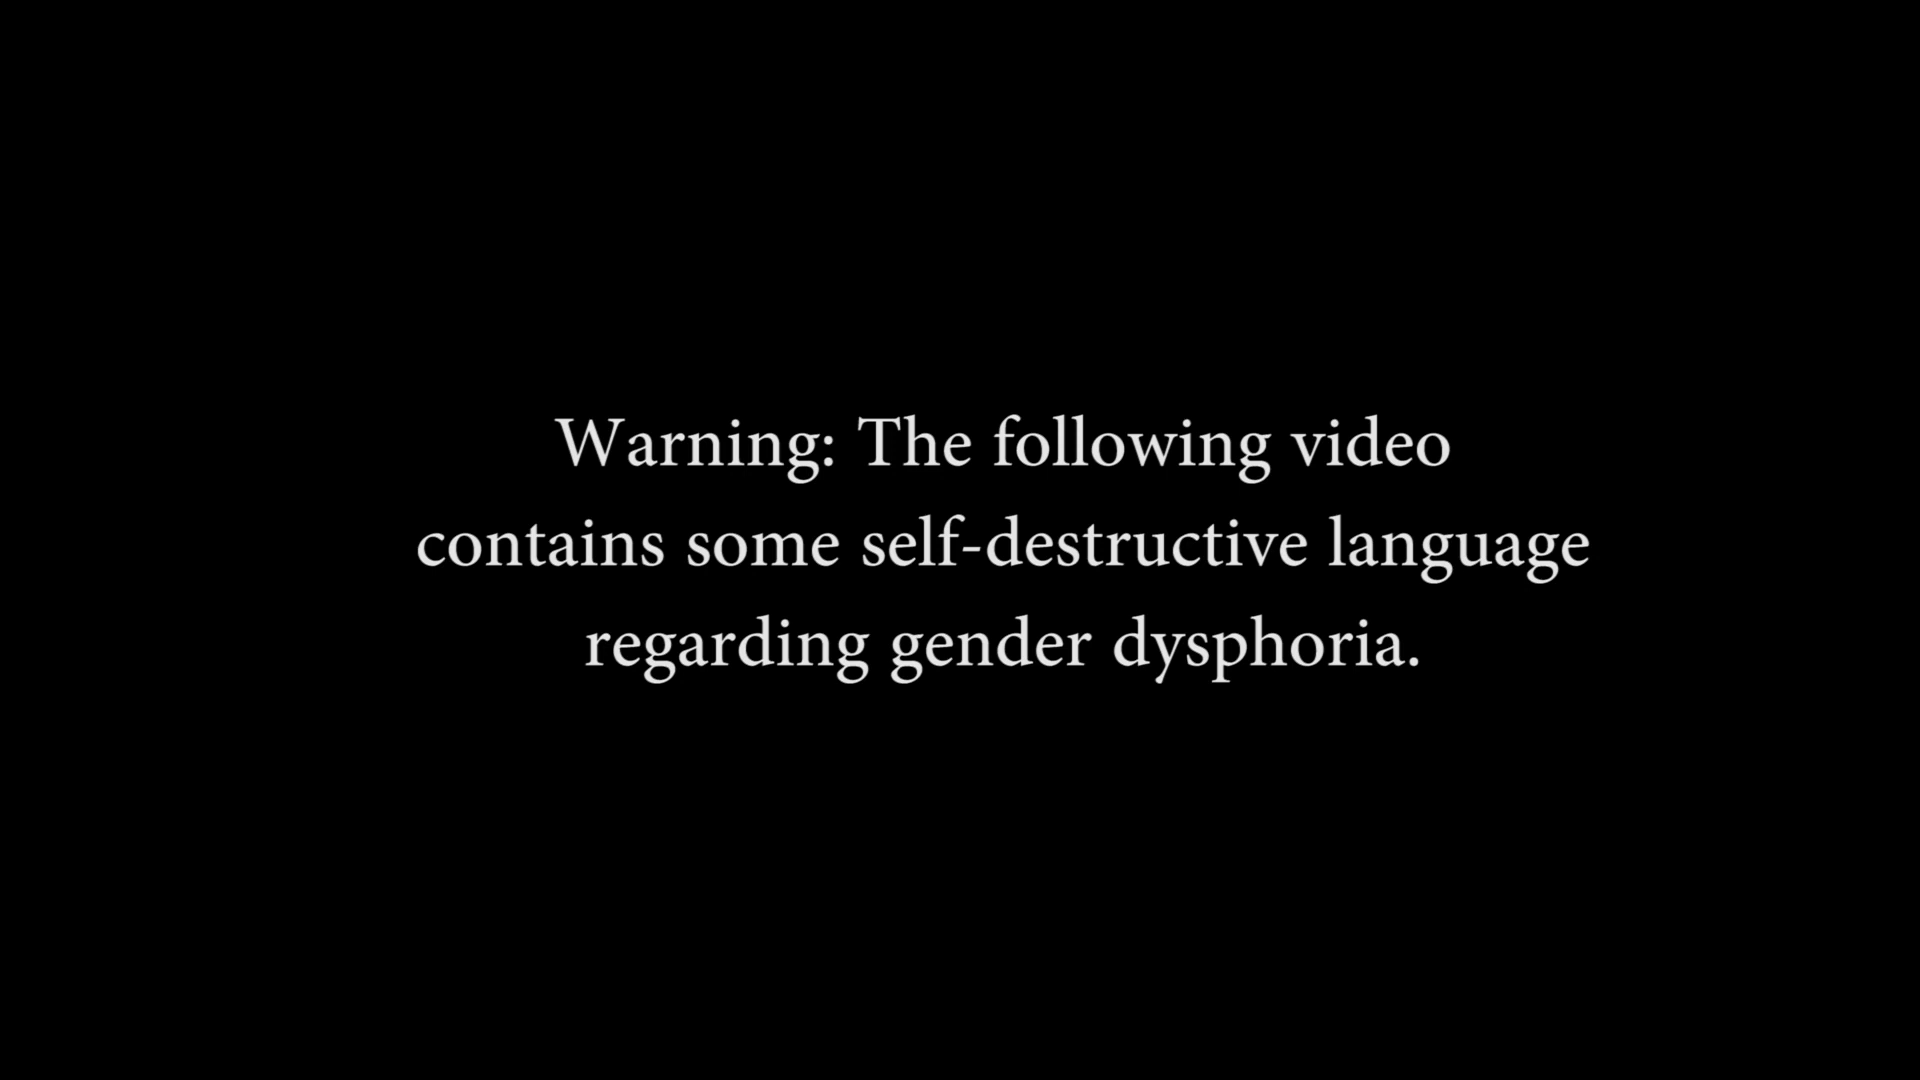 Warning: The following video
contains some self-destructive language
regarding gender dysphoria.